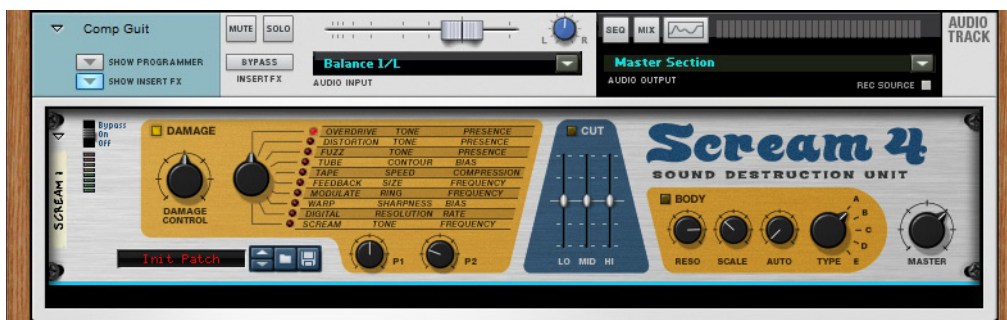 Comp Guit
SHOW PROGRAMMER
SHOW INSERT FX
MUTE SOLO
BYPASS
INSERT FX
L R
Balance 1/L
AUDIO INPUT
SEQ MIX
Master Section
AUDIO OUTPUT
REC SOURCE
AUDIO
TRACK
Bypass
On
Off
SCREAM 1
DAMAGE
DAMAGE
CONTROL
OVERDRIVE TONE PRESENCE
DISTORTION TONE PRESENCE
FUZZ TONE PRESENCE
TUBE CONTOUR BIAS
TAPE SPEED COMPRESSION
FEEDBACK SIZE FREQUENCY
MODULATE RING FREQUENCY
WARP SHARPNESS BIAS
DIGITAL RESOLUTION RATE
SCREAM TONE FREQUENCY
P1 P2
Init Patch
CUT
LO MID HI
Scream 4
SOUND DESTRUCTION UNIT
BODY
A
B
C
D
E
RESO SCALE AUTO TYPE
MASTER